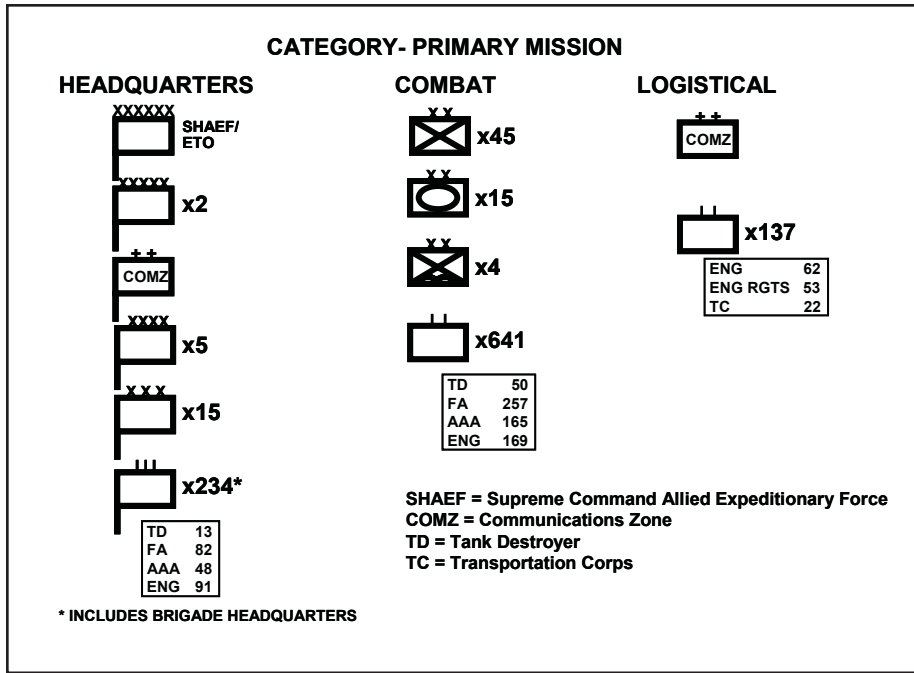 CATEGORY- PRIMARY MISSION
HEADQUARTERS
XXXXXX
SHAEF/
ETO
XXXXX
x2
++
COMZ
XXXX
x5
X X X
x15
III
x234*
TD 13
FA 82
AAA 48
ENG 91
* INCLUDES BRIGADE HEADQUARTERS
COMBAT
X X
x45
X X
x15
X X
x4
I I
x641
TD 50
FA 257
AAA 165
ENG 169
LOGISTICAL
++
COMZ
I I
x137
ENG 62
ENG RGTS 53
TC 22
SHAEF = Supreme Command Allied Expeditionary Force
COMZ = Communications Zone
TD = Tank Destroyer
TC = Transportation Corps